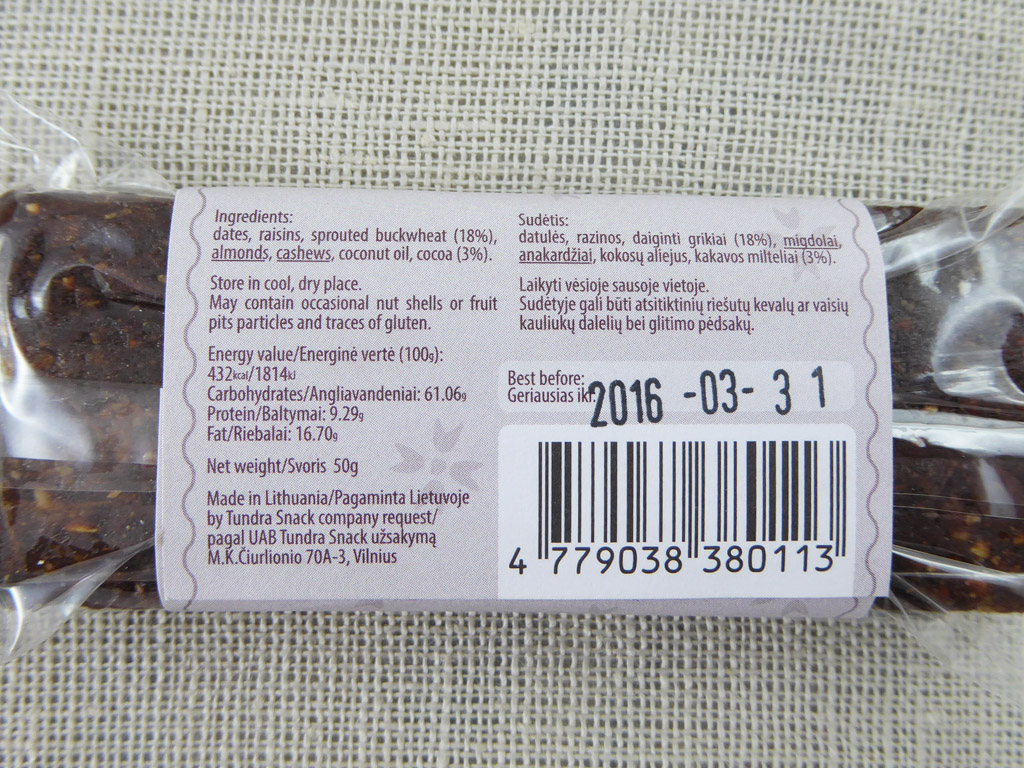 Ingredients:
dates, raisins, sprouted buckwheat (18%),
almonds, cashews, coconut oil, cocoa (3%).
Store in cool, dry place.
May contain occasional nut shells or fruit
pits particles and traces of gluten.
Energy value/Energinė vertė (100g):
432kcal/1814kJ
Carbohydrates/Angliavandeniai: 61.06g
Protein/Baltymai: 9.29g
Fat/Riebalai: 16.70g
Net weight/Svoris 50g
Made in Lithuania/Pagaminta Lietuvoje
by Tundra Snack company request/
pagal UAB Tundra Snack užsakymą
M.K.Čiurlionio 70A-3, Vilnius
Sudėtis:
datulės, razinos, daiginti grikiai (18%), migdolai,
anakardžiai, kokosų aliejus, kakavos milteliai (3%).
Laikyti vėsioje sausoje vietoje.
Sudėtyje gali būti atsitiktinių riešutų kevalų ar vaisių
kauliukų dalelių bei glitimo pėdsakų.
Best before:
Geriausias iki:
2016 -03- 31
4 779038 380113